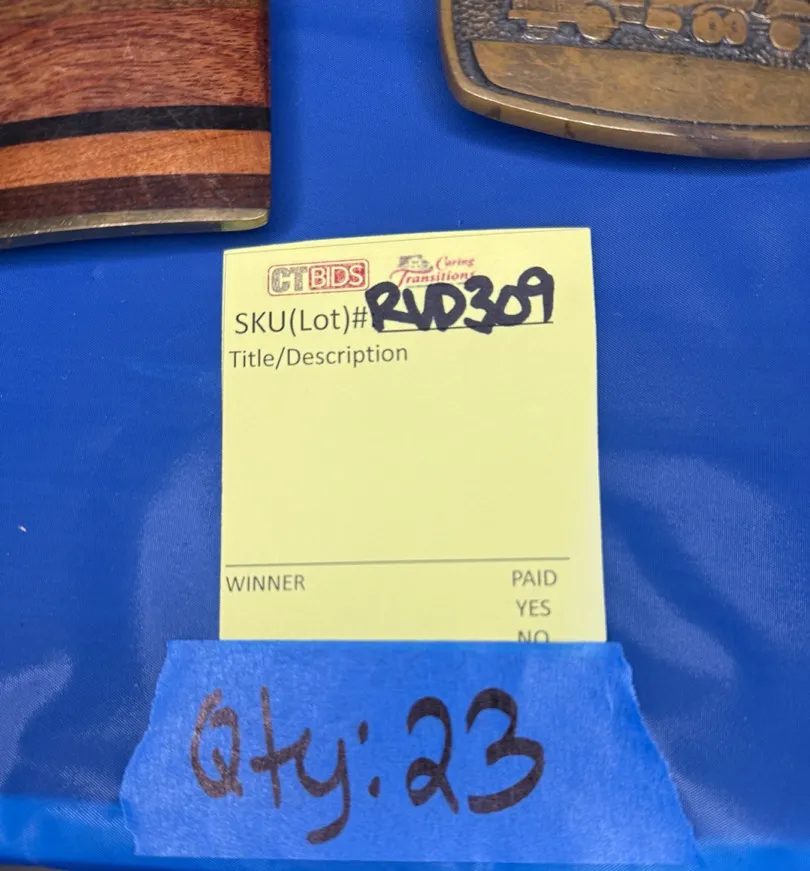 CTBIDS Caring
Transitions
SKU(Lot)# RVD309
Title/Description
WINNER PAID
YES
NO
Qty: 23